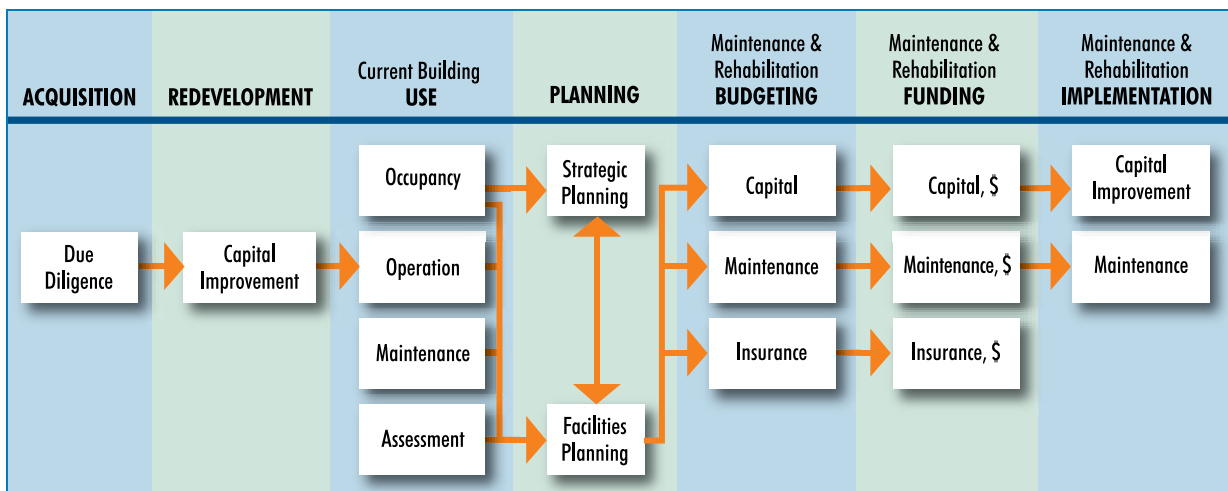 ACQUISITION
REDEVELOPMENT
Current Building
USE
PLANNING
Maintenance &
Rehabilitation
BUDGETING
Maintenance &
Rehabilitation
FUNDING
Maintenance &
Rehabilitation
IMPLEMENTATION
Due
Diligence
Capital
Improvement
Occupancy
Operation
Maintenance
Assessment
Strategic
Planning
Facilities
Planning
Capital
Maintenance
Insurance
Capital, $
Maintenance, $
Insurance, $
Capital
Improvement
Maintenance